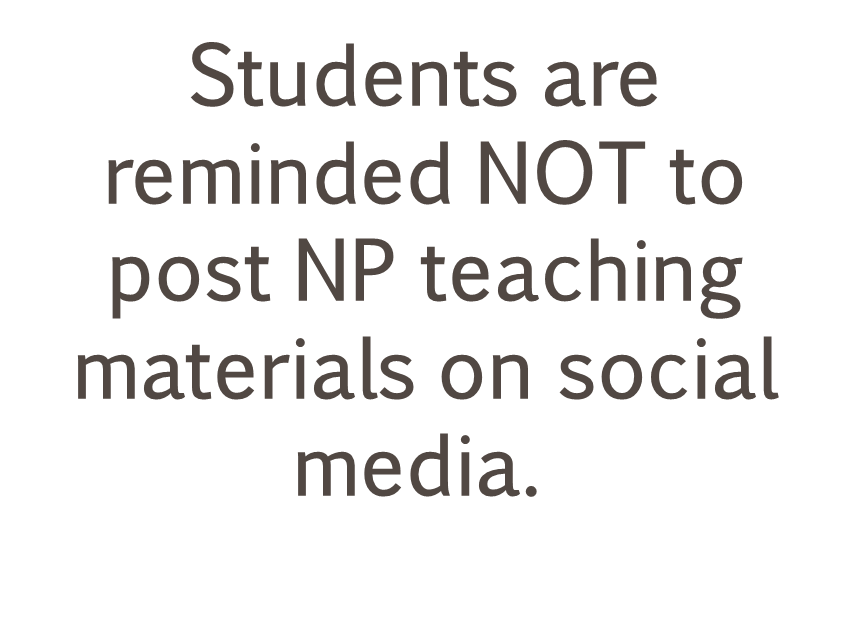 Students are
reminded NOT to
post NP teaching
materials on social
media.